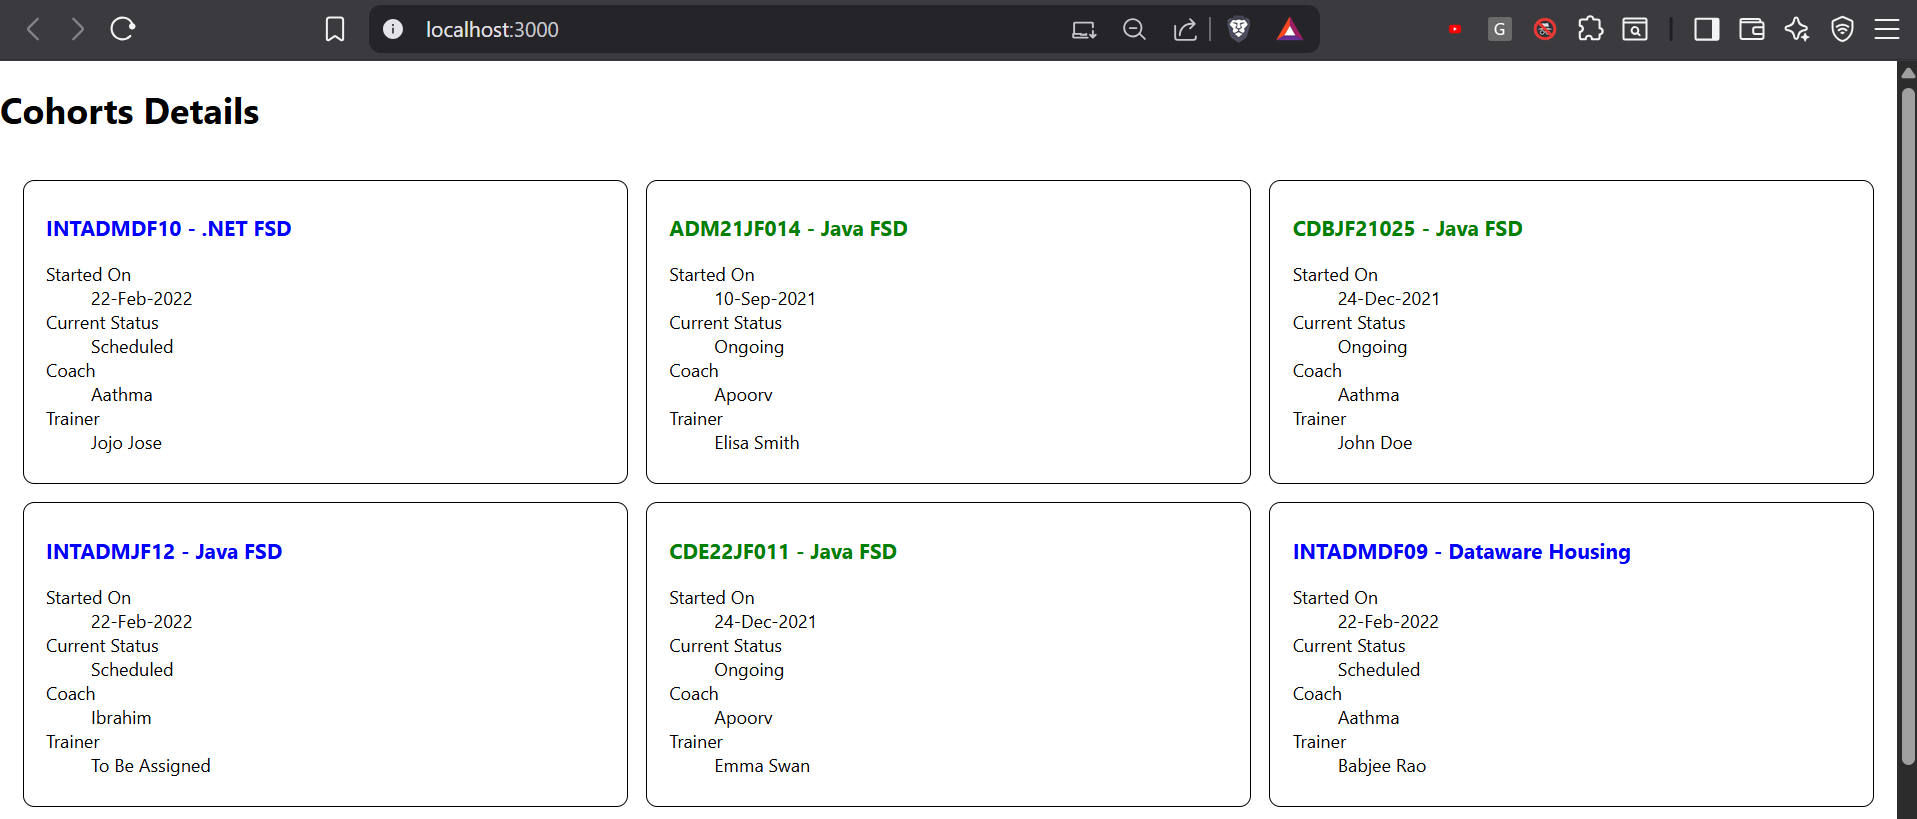 localhost:3000
G
Cohorts Details
INTADMDF10 - .NET FSD
Started On
22-Feb-2022
Current Status
Scheduled
Coach
Aathma
Trainer
Jojo Jose
ADM21JF014 - Java FSD
Started On
10-Sep-2021
Current Status
Ongoing
Coach
Apoorv
Trainer
Elisa Smith
CDBJF21025 - Java FSD
Started On
24-Dec-2021
Current Status
Ongoing
Coach
Aathma
Trainer
John Doe
INTADMJF12 - Java FSD
Started On
22-Feb-2022
Current Status
Scheduled
Coach
Ibrahim
Trainer
To Be Assigned
CDE22JF011 - Java FSD
Started On
24-Dec-2021
Current Status
Ongoing
Coach
Apoorv
Trainer
Emma Swan
INTADMDF09 - Dataware Housing
Started On
22-Feb-2022
Current Status
Scheduled
Coach
Aathma
Trainer
Babjee Rao